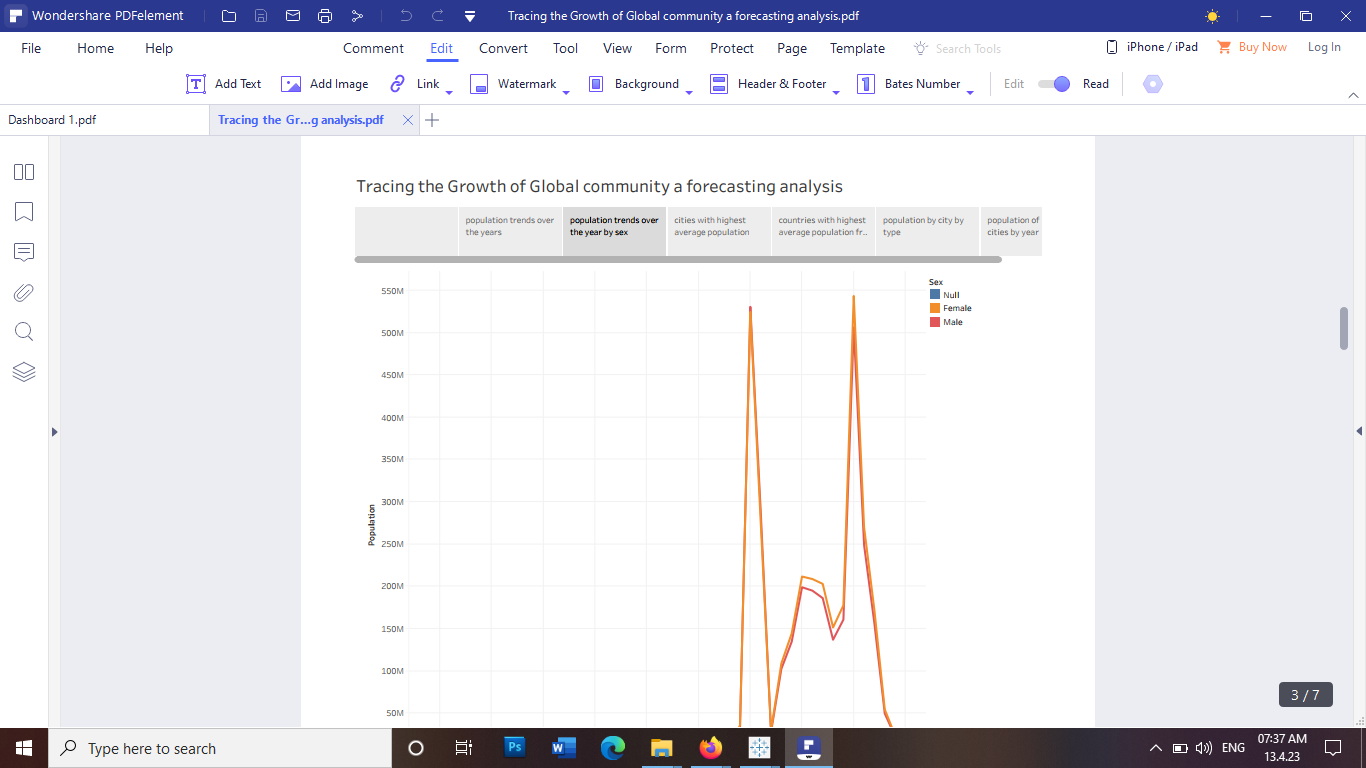 Wondershare PDFelement
Tracing the Growth of Global community a forecasting analysis.pdf
File Home Help Comment Edit Convert Tool View Form Protect Page Template Search Tools iPhone / iPad Buy Now Log In
Add Text Add Image Link Watermark Background Header & Footer Bates Number Edit Read
Dashboard 1.pdf Tracing the Gr...g analysis.pdf
Tracing the Growth of Global community a forecasting analysis
population trends over
the years
population trends over
the year by sex
cities with highest
average population
countries with highest
average population fr..
population by city by
type
population of
cities by year
Sex
Null
Female
Male
550M
500M
450M
400M
350M
300M
250M
200M
150M
100M
50M
Population
3 / 7
Type here to search
Ps
W
ENG
07:37 AM
13.4.23